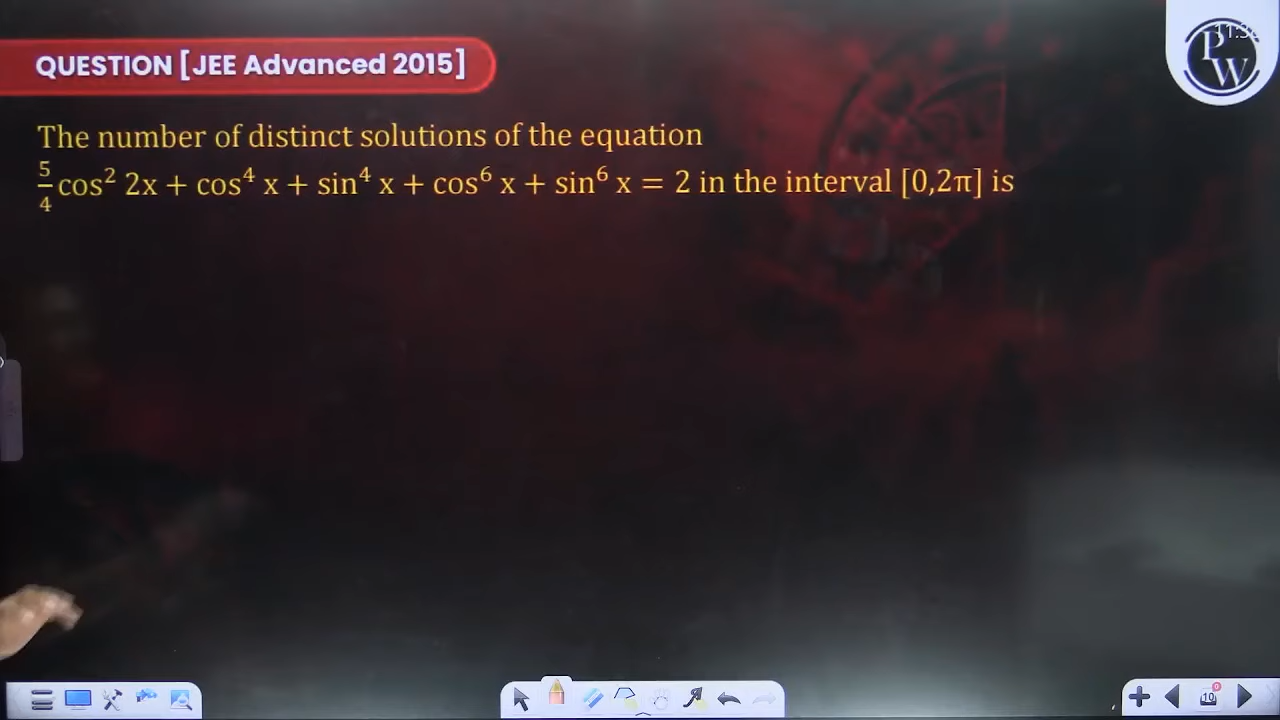 QUESTION [JEE Advanced 2015]
The number of distinct solutions of the equation
5/4 cos² 2x + cos⁴ x + sin⁴ x + cos⁶ x + sin⁶ x = 2 in the interval [0,2π] is
P
W
10